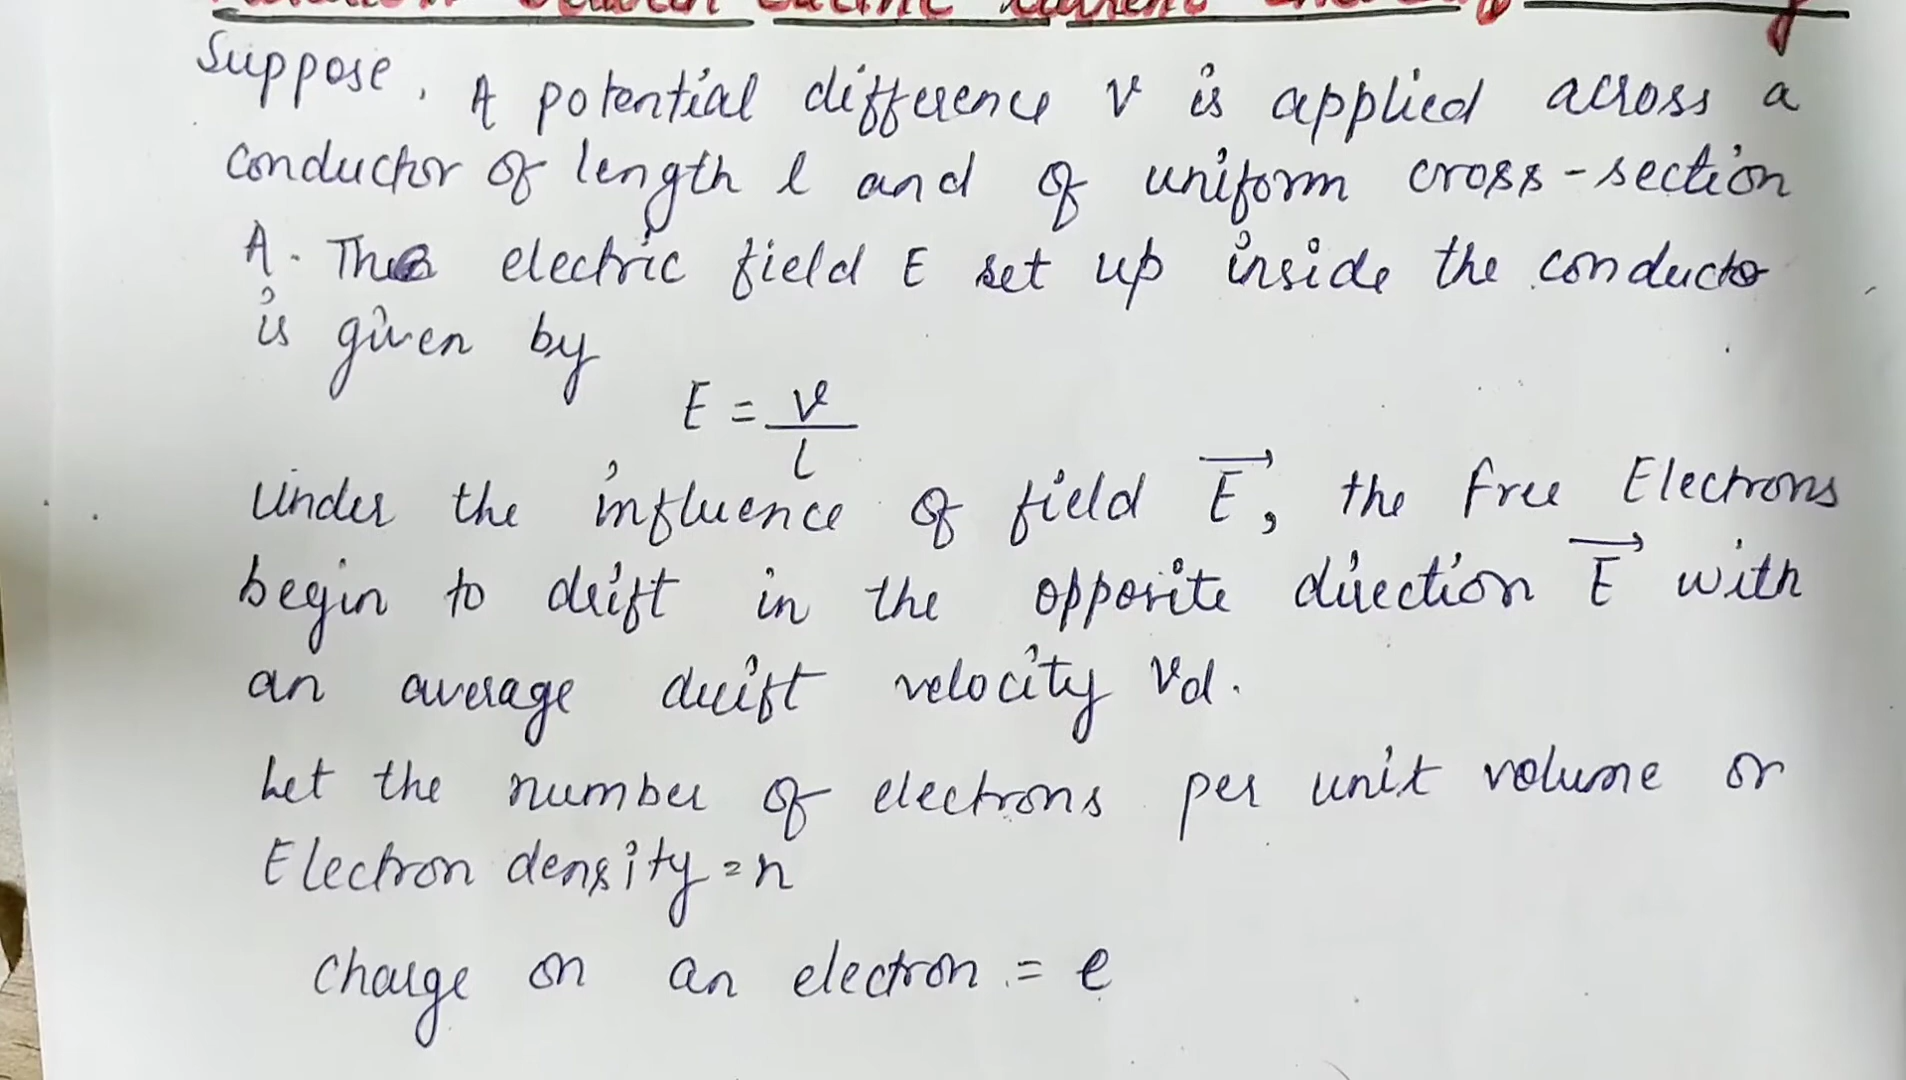 electric current
Suppose, A potential difference V is applied across a
conductor of length l and of uniform cross-section
A. The electric field E set up inside the conducto
is given by
E = V/l
Under the influence of field E⃗, the free Electrons
begin to drift in the opposite direction E⃗ with
an average drift velocity Vd.
Let the number of electrons per unit volume or
Electron density = n
charge on an electron = e